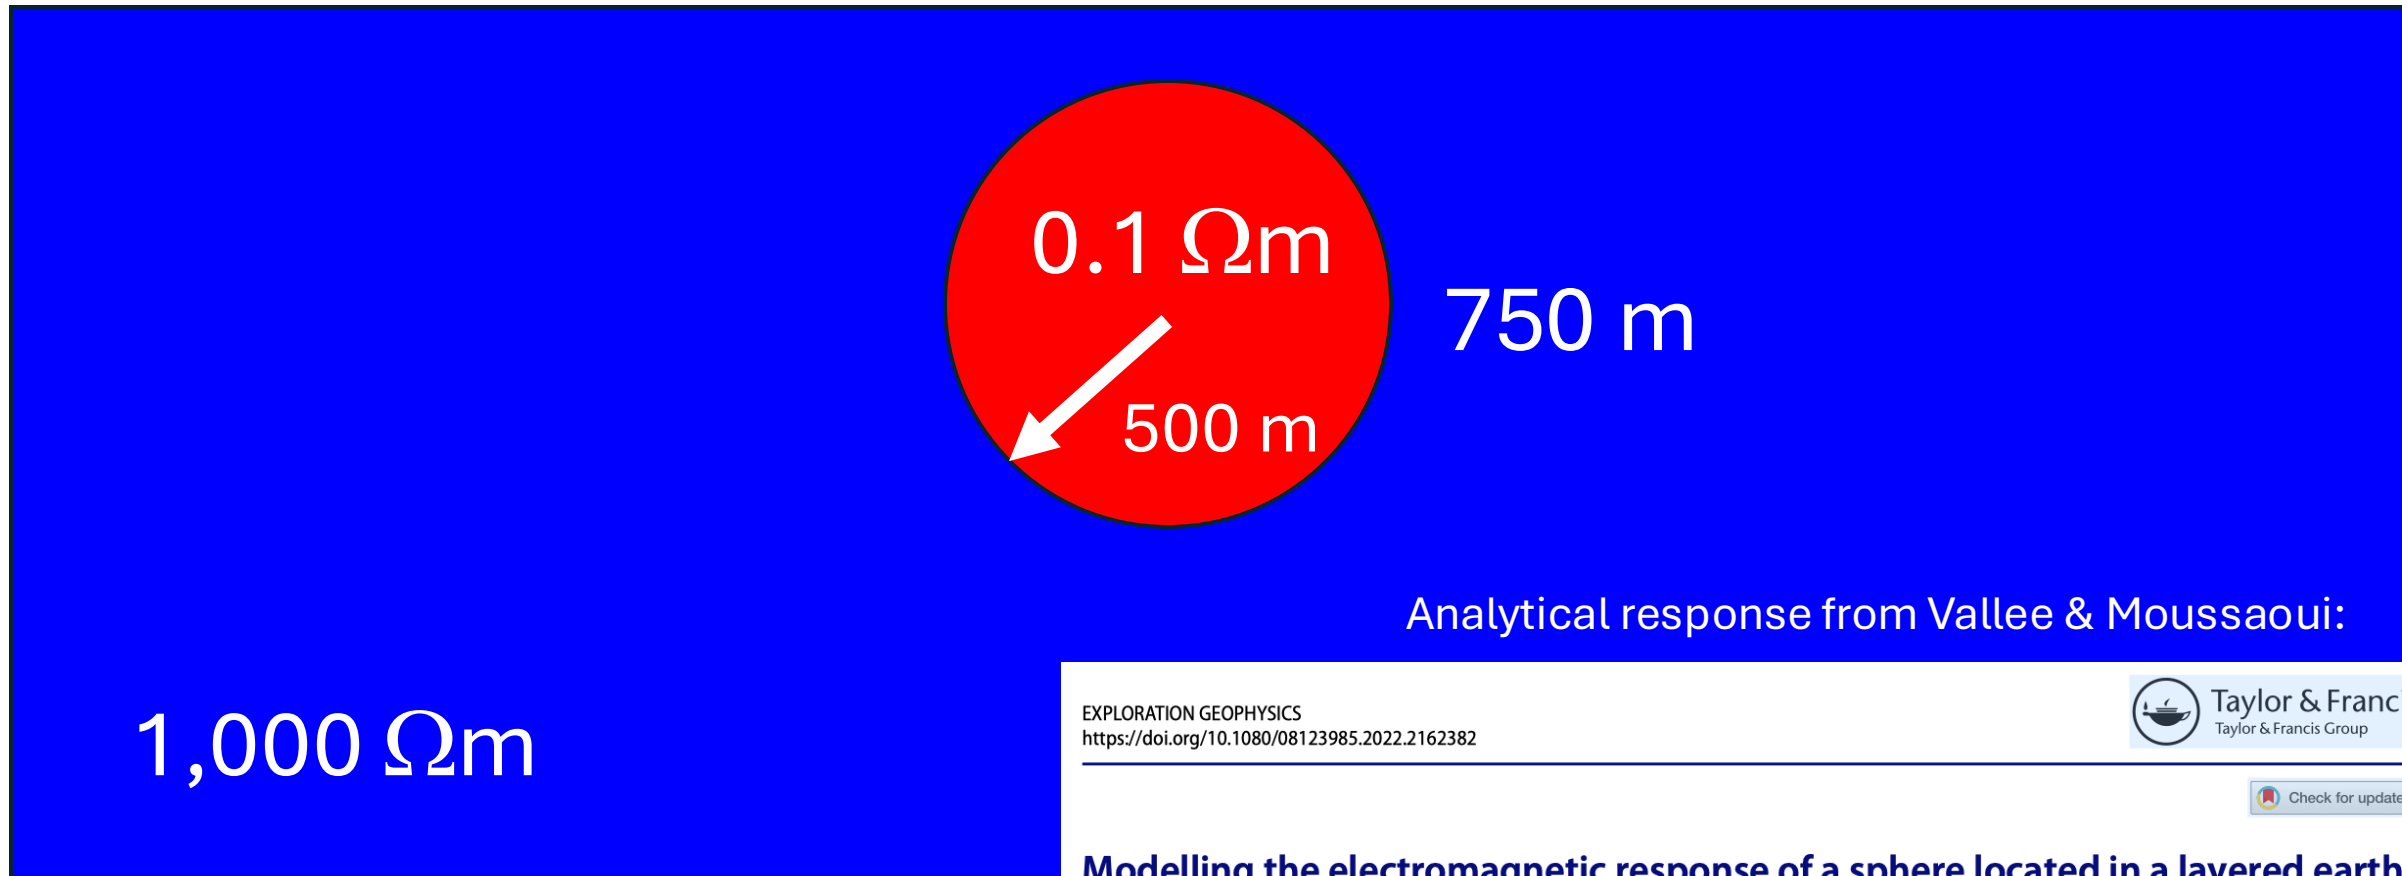 0.1 Ωm
750 m
500 m
Analytical response from Vallee & Moussaoui:
1,000 Ωm
EXPLORATION GEOPHYSICS
https://doi.org/10.1080/08123985.2022.2162382
Taylor & Franci
Taylor & Francis Group
Check for update
Modelling the electromagnetic response of a sphere located in a layered earth